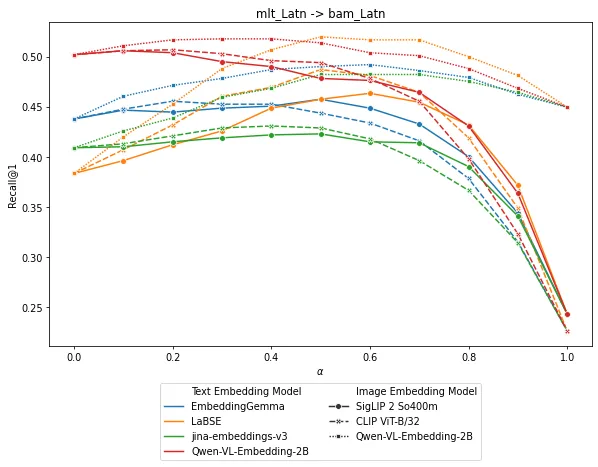 mlt_Latn -> bam_Latn
Recall@1
0.50
0.45
0.40
0.35
0.30
0.25
0.0
0.2
0.4
0.6
0.8
1.0
α
Text Embedding Model
EmbeddingGemma
LaBSE
jina-embeddings-v3
Qwen-VL-Embedding-2B
Image Embedding Model
SigLIP 2 So400m
CLIP ViT-B/32
Qwen-VL-Embedding-2B